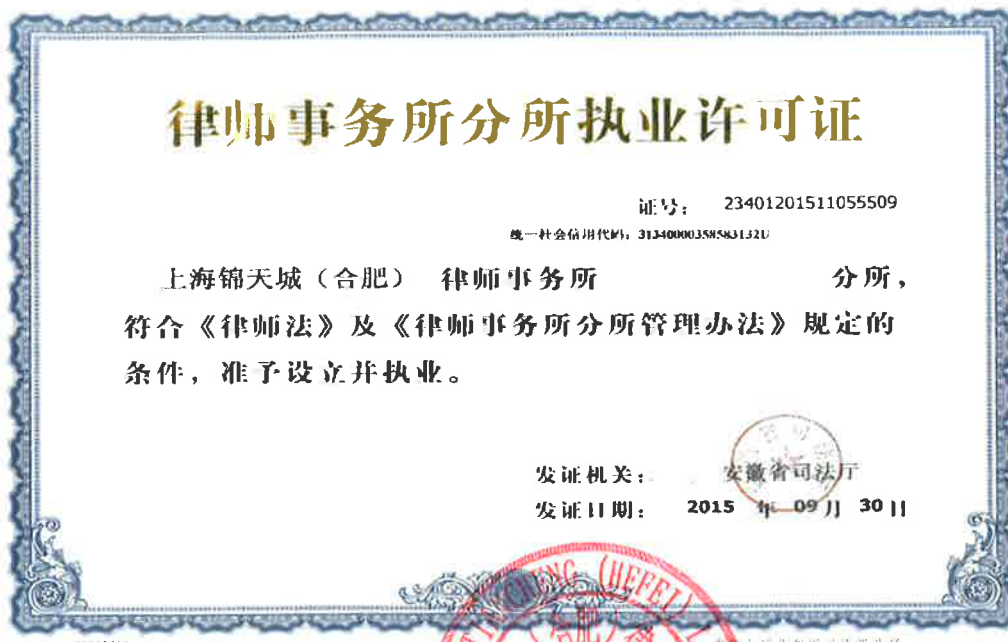 律师事务所分所执业许可证
证号： 23401201511055509
统一社会信用代码：31340000358583132U
上海锦天城（合肥） 律师事务所 分所，
符合《律师法》及《律师事务所分所管理办法》规定的
条件，准予设立并执业。
发证机关： 安徽省司法厅
发证日期： 2015 年 09 月 30 日
CHENG (HEFEI) L